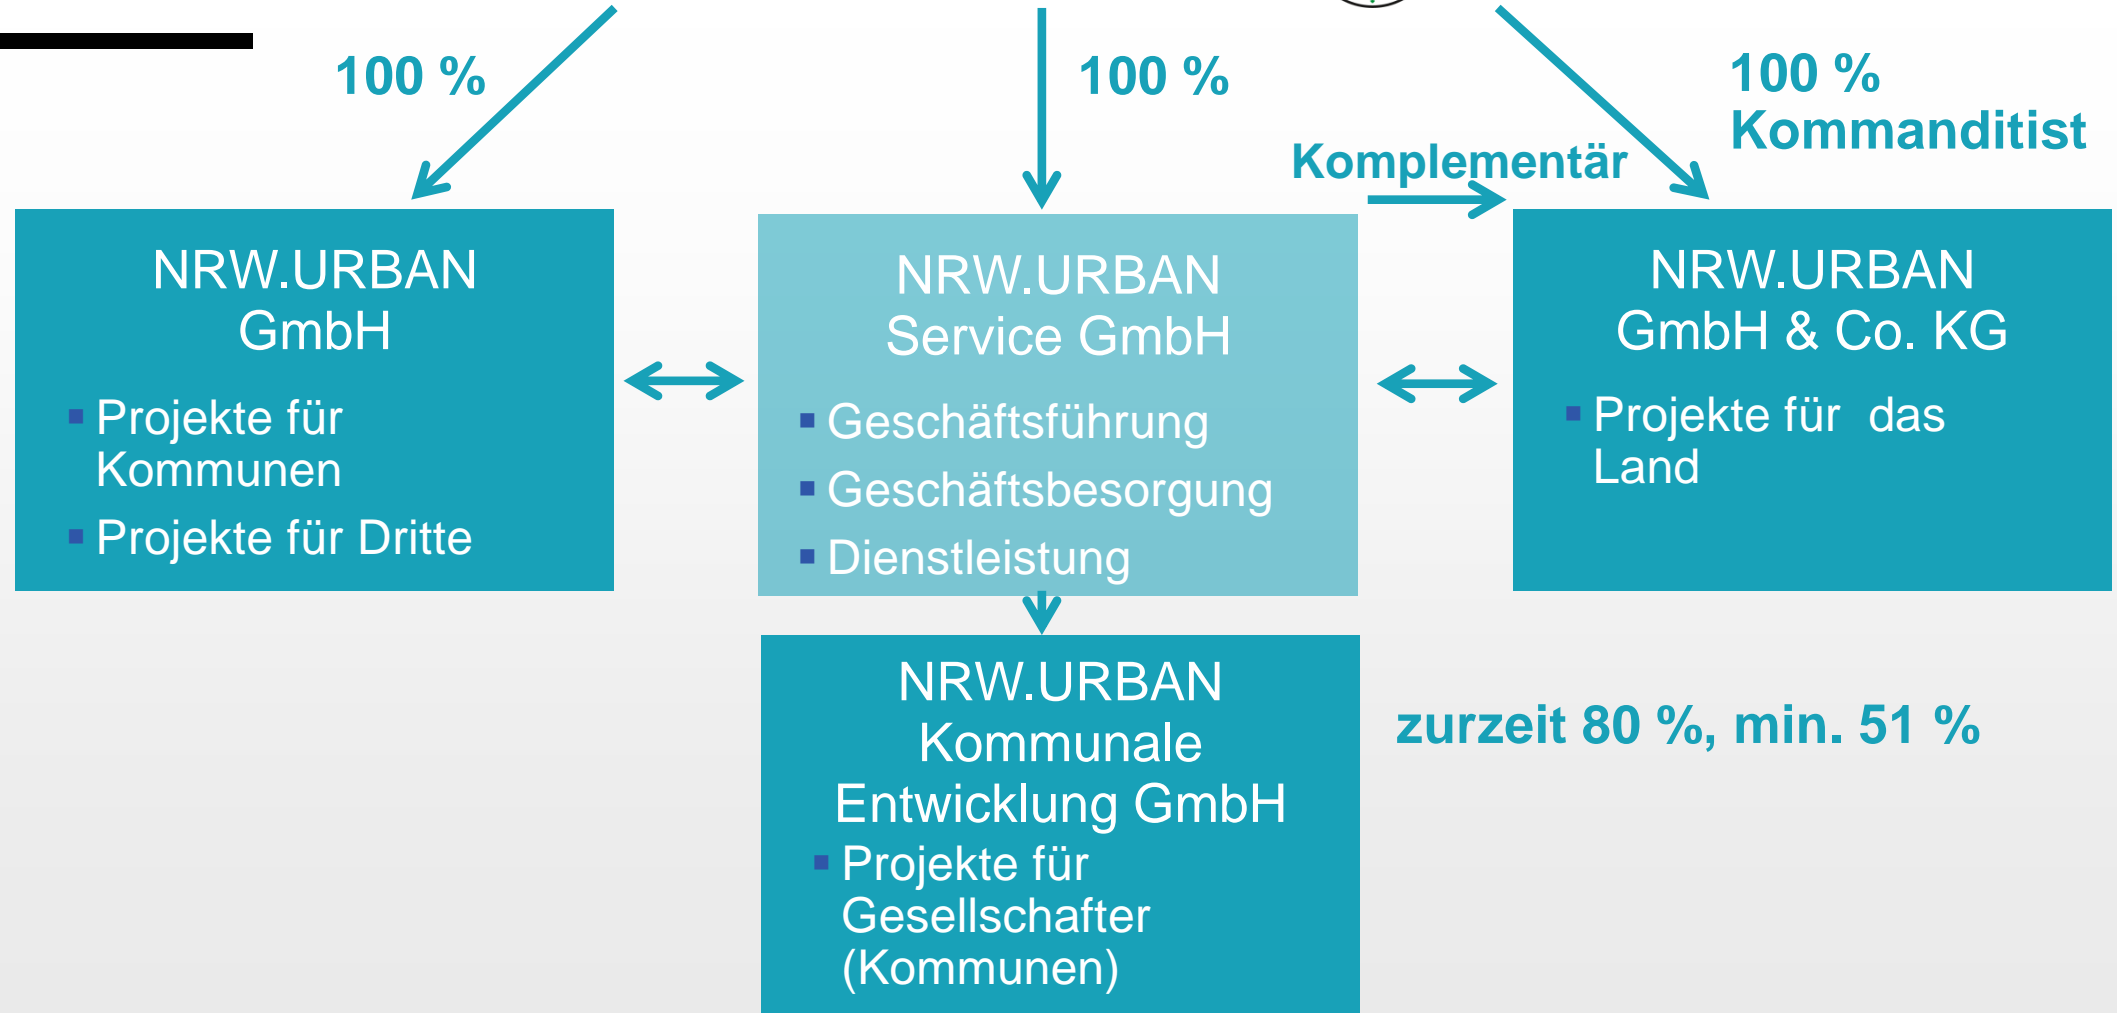 100 %
100 %
100 %
Kommanditist
Komplementär
NRW.URBAN
GmbH
Projekte für
Kommunen
Projekte für Dritte
NRW.URBAN
Service GmbH
Geschäftsführung
Geschäftsbesorgung
Dienstleistung
NRW.URBAN
GmbH & Co. KG
Projekte für das
Land
NRW.URBAN
Kommunale
Entwicklung GmbH
Projekte für
Gesellschafter
(Kommunen)
zurzeit 80 %, min. 51 %